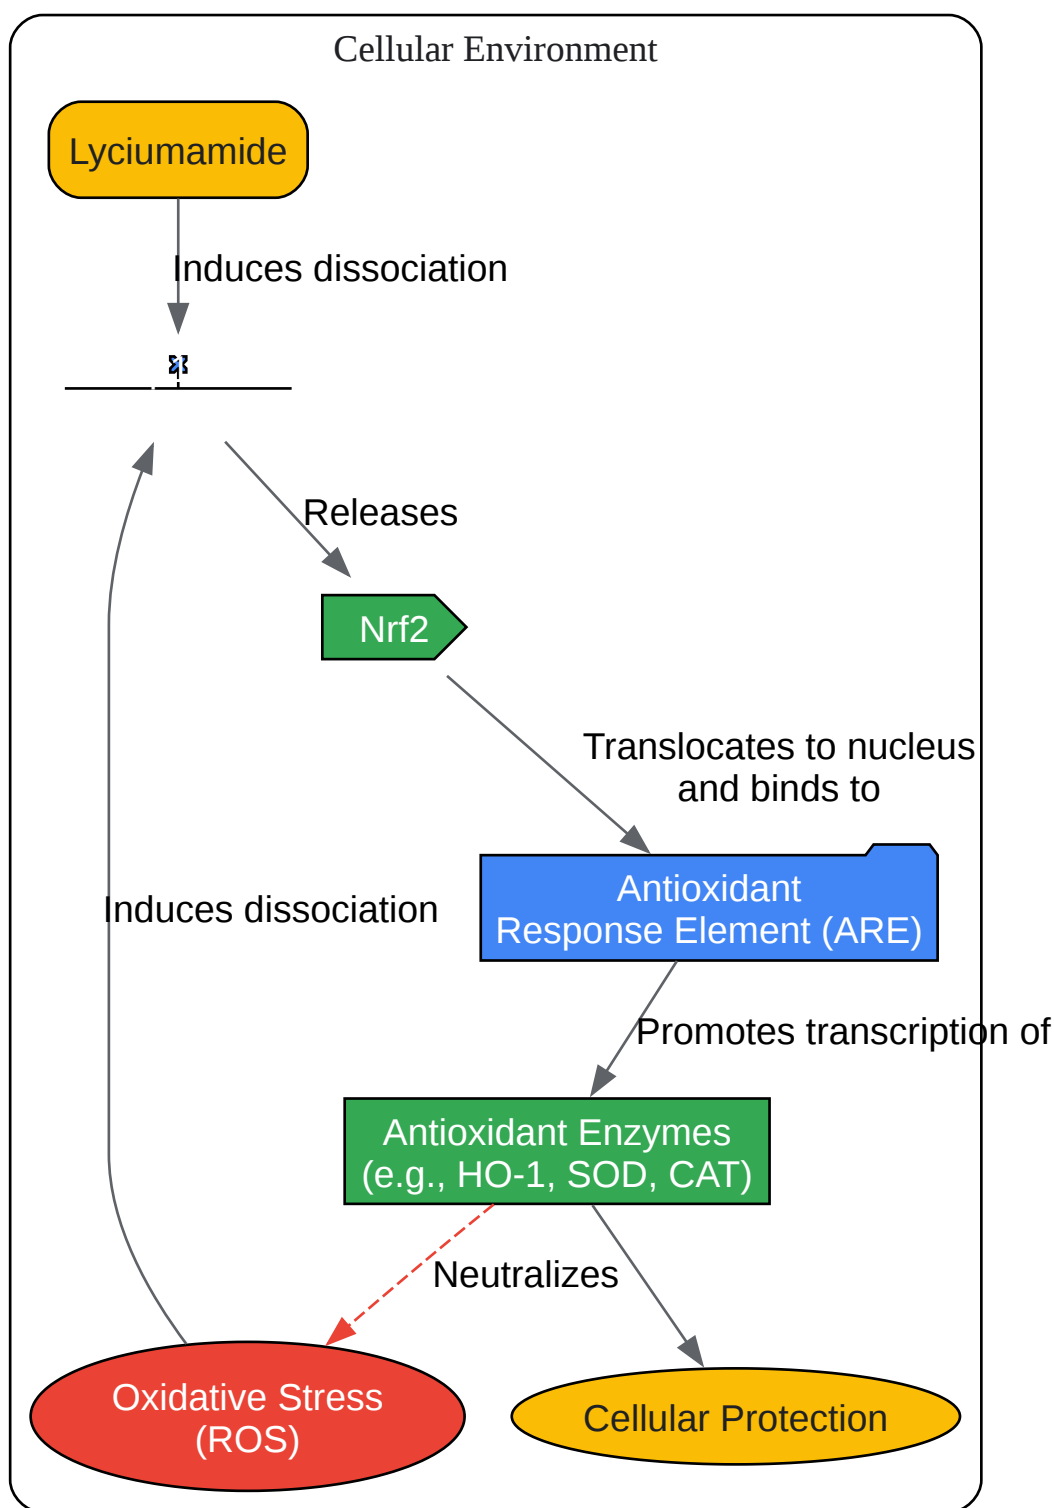 Cellular Environment
Lyciumamide
Induces dissociation
Releases
Nrf2
Translocates to nucleus
and binds to
Antioxidant
Response Element (ARE)
Induces dissociation
Promotes transcription of
Antioxidant Enzymes
(e.g., HO-1, SOD, CAT)
Neutralizes
Oxidative Stress
(ROS)
Cellular Protection